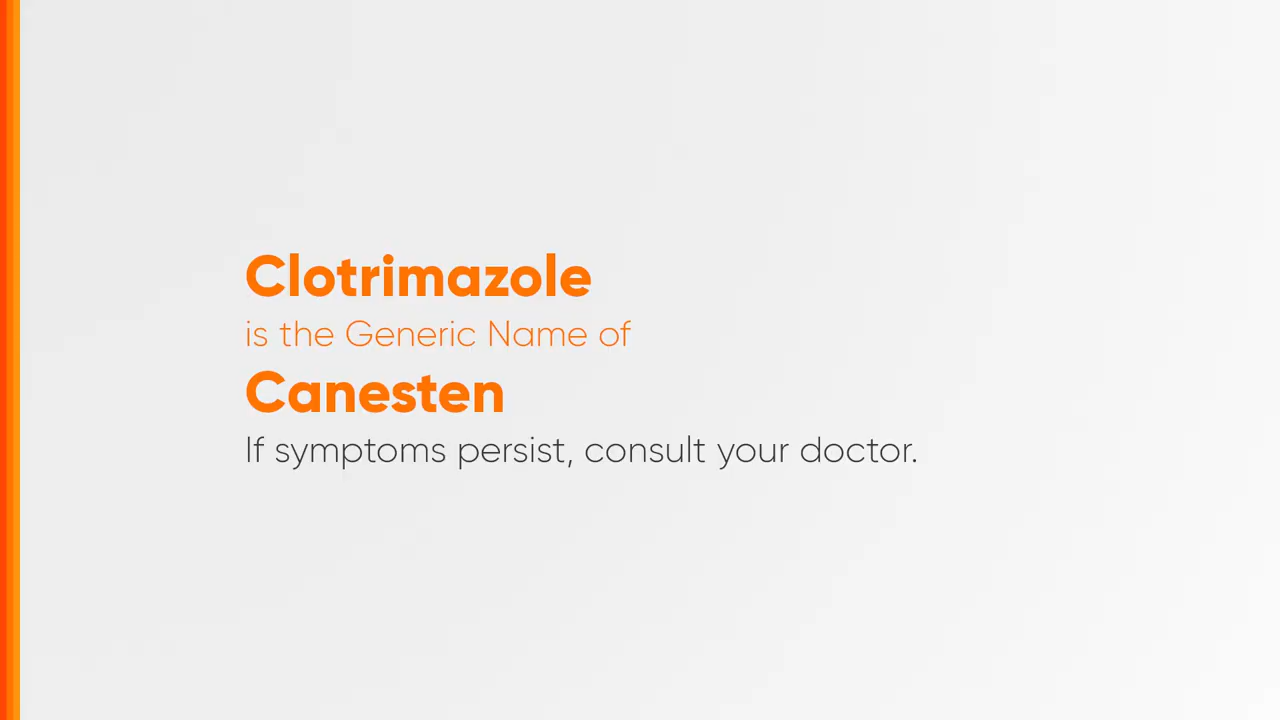 Clotrimazole
is the Generic Name of
Canesten
If symptoms persist, consult your doctor.